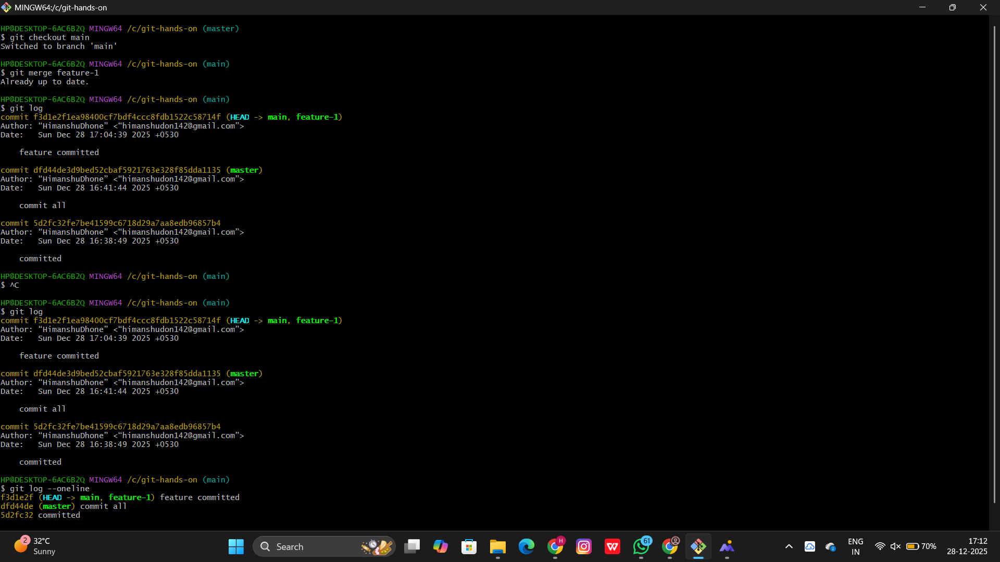 MINGW64:/c/git-hands-on
HP@DESKTOP-6AC6B2Q MINGW64 /c/git-hands-on (master)
$ git checkout main
Switched to branch 'main'
HP@DESKTOP-6AC6B2Q MINGW64 /c/git-hands-on (main)
$ git merge feature-1
Already up to date.
HP@DESKTOP-6AC6B2Q MINGW64 /c/git-hands-on (main)
$ git log
commit f3d1e2f1ea98400cf7bdf4ccc8fdb1522c58714f (HEAD -> main, feature-1)
Author: “HimanshuDhone” <“himanshudon142@gmail.com”>
Date:   Sun Dec 28 17:04:39 2025 +0530
    feature committed
commit dfd44de3d9bed52cbaf5921763e328f85dda1135 (master)
Author: “HimanshuDhone” <“himanshudon142@gmail.com”>
Date:   Sun Dec 28 16:41:44 2025 +0530
    commit all
commit 5d2fc32fe7be41599c6718d29a7aa8edb96857b4
Author: “HimanshuDhone” <“himanshudon142@gmail.com”>
Date:   Sun Dec 28 16:38:49 2025 +0530
    committed
HP@DESKTOP-6AC6B2Q MINGW64 /c/git-hands-on (main)
$ ^C
HP@DESKTOP-6AC6B2Q MINGW64 /c/git-hands-on (main)
$ git log
commit f3d1e2f1ea98400cf7bdf4ccc8fdb1522c58714f (HEAD -> main, feature-1)
Author: “HimanshuDhone” <“himanshudon142@gmail.com”>
Date:   Sun Dec 28 17:04:39 2025 +0530
    feature committed
commit dfd44de3d9bed52cbaf5921763e328f85dda1135 (master)
Author: “HimanshuDhone” <“himanshudon142@gmail.com”>
Date:   Sun Dec 28 16:41:44 2025 +0530
    commit all
commit 5d2fc32fe7be41599c6718d29a7aa8edb96857b4
Author: “HimanshuDhone” <“himanshudon142@gmail.com”>
Date:   Sun Dec 28 16:38:49 2025 +0530
    committed
HP@DESKTOP-6AC6B2Q MINGW64 /c/git-hands-on (main)
$ git log --oneline
f3d1e2f (HEAD -> main, feature-1) feature committed
dfd44de (master) commit all
5d2fc32 committed
2
32°C
Sunny
Search
H
W
61
ENG
IN
70%
17:12
28-12-2025